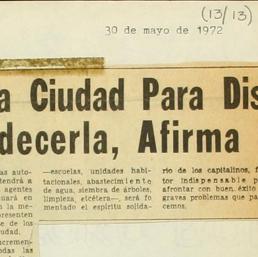 (13/13)
30 de mayo de 1972
a Ciudad Para Dis
decerla, Afirma
as auto-
tendrá a
agentes
uará en
n la me-
presenten
se de los
iudad.
ncremen-
odas las
—escuelas, unidades habi-
tacionales, abastecimiento
de agua, siembra de árboles,
limpieza, etcétera—, será fo
mentado el espíritu solida-
rio de los capitalinos, f
tor indispensable p
afrontar con buen éxito
graves problemas que pa
cemos.